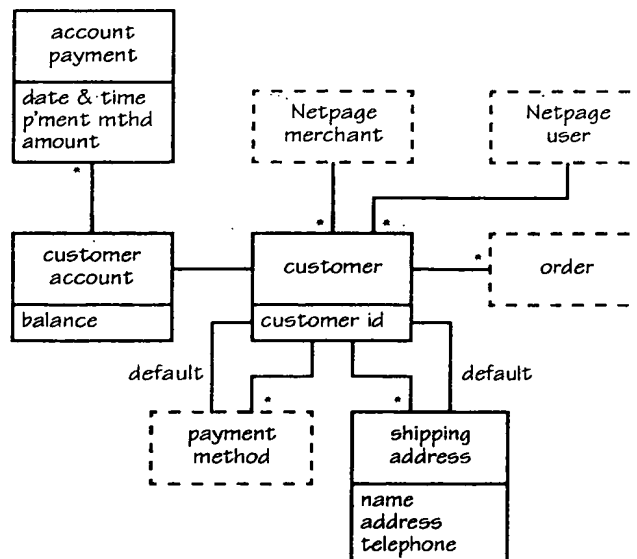 account
payment
date & time
p'ment mthd
amount
*
Netpage
merchant
Netpage
user
*
*
customer
account
balance
customer
customer id
*
order
default
*
*
default
payment
method
shipping
address
name
address
telephone